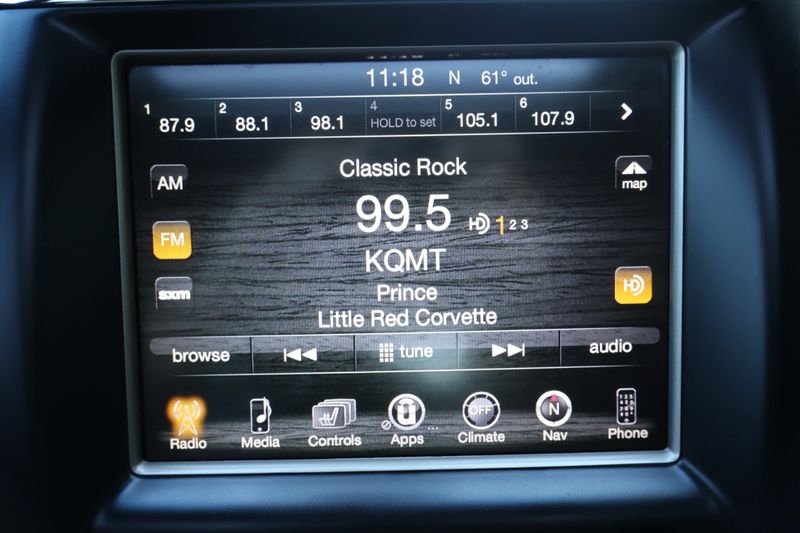 11:18 N 61° out.
1 87.9 2 88.1 3 98.1 4 HOLD to set 5 105.1 6 107.9
Classic Rock
AM
map
99.5 HD 1 2 3
FM
KQMT
HD
sxm
Prince
Little Red Corvette
browse tune audio
OFF N
Radio Media Controls Apps Climate Nav Phone